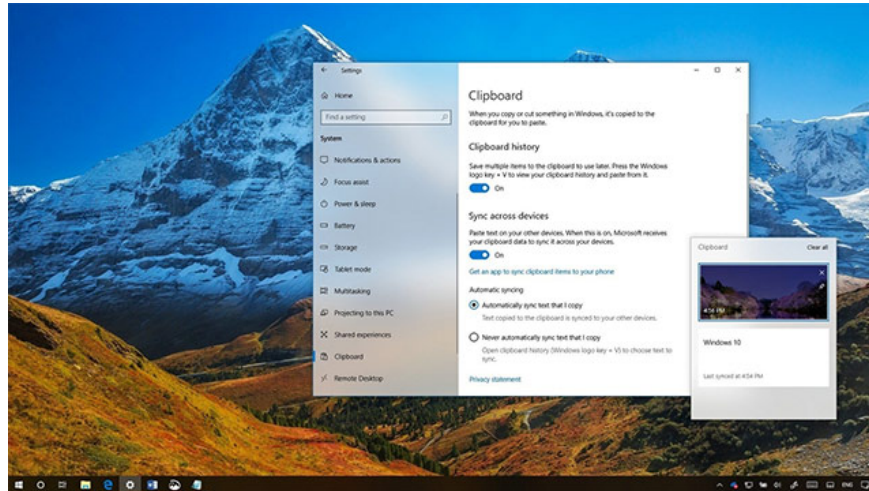 Settings
Home
Find a setting
System
Notifications & actions
Focus assist
Power & sleep
Battery
Storage
Tablet mode
Multitasking
Projecting to this PC
Shared experiences
Clipboard
Remote Desktop
Clipboard
When you copy or cut something in Windows, it's copied to the
clipboard for you to paste.
Clipboard history
Save multiple items to the clipboard to use later. Press the Windows
logo key + V to view your clipboard history and paste from it.
On
Sync across devices
Paste text on your other devices. When this is on, Microsoft receives
your clipboard data to sync it across your devices.
On
Get an app to sync clipboard items to your phone
Automatic syncing
Automatically sync text that I copy
Text copied to the clipboard is synced to your other devices.
Never automatically sync text that I copy
Open clipboard history (Windows logo key + V) to choose text to
sync.
Privacy statement
Clipboard Clear all
4:56 PM
Windows 10
Last synced at 4:54 PM
ENG